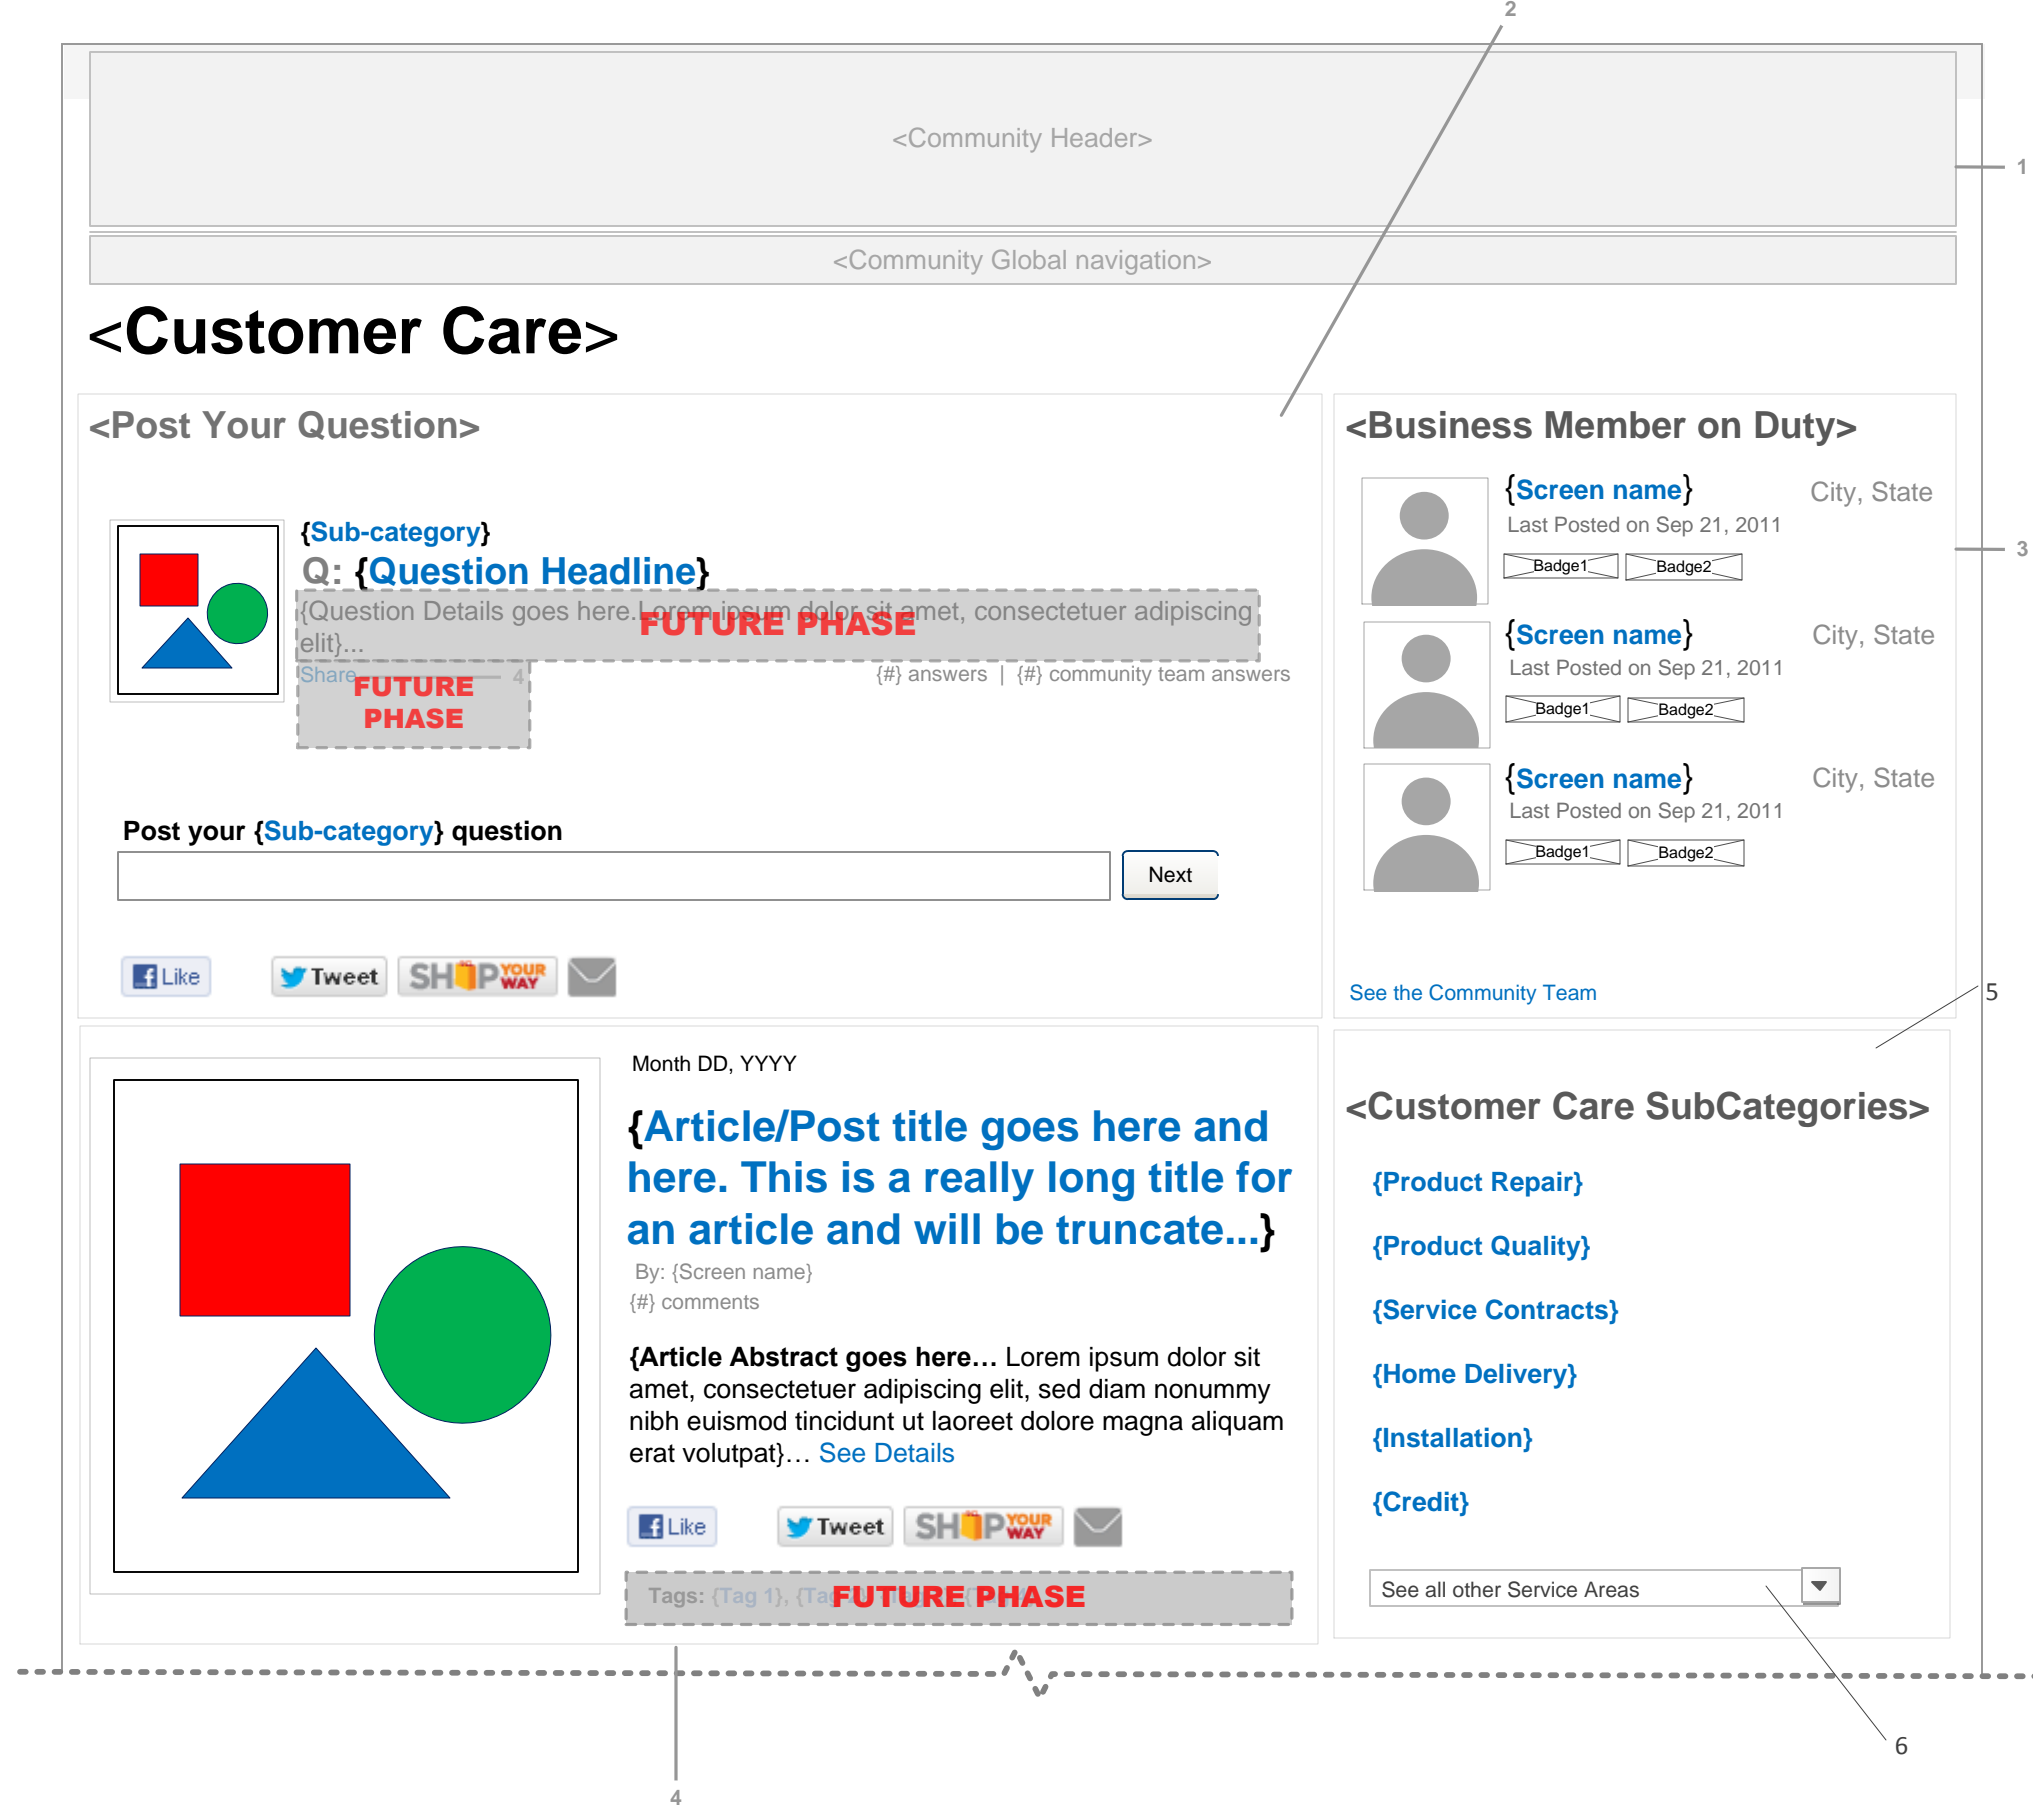 2
<Community Header>
1
<Community Global navigation>
<Customer Care>
<Post Your Question>
{Sub-category}
Q: {Question Headline}
{Question Details goes here.Lorem ipsum dolor sit amet, consectetuer adipiscing
elit}...
FUTURE PHASE
Share
4
FUTURE
PHASE
{#} answers | {#} community team answers
Post your {Sub-category} question
Next
Like
Tweet
SHOP YOUR WAY
<Business Member on Duty>
{Screen name}
City, State
Last Posted on Sep 21, 2011
Badge1
Badge2
3
{Screen name}
City, State
Last Posted on Sep 21, 2011
Badge1
Badge2
{Screen name}
City, State
Last Posted on Sep 21, 2011
Badge1
Badge2
See the Community Team
5
Month DD, YYYY
{Article/Post title goes here and
here. This is a really long title for
an article and will be truncate...}
By: {Screen name}
{#} comments
{Article Abstract goes here… Lorem ipsum dolor sit
amet, consectetuer adipiscing elit, sed diam nonummy
nibh euismod tincidunt ut laoreet dolore magna aliquam
erat volutpat}… See Details
Like
Tweet
SHOP YOUR WAY
Tags: {Tag 1}, {Tag
FUTURE PHASE
4
<Customer Care SubCategories>
{Product Repair}
{Product Quality}
{Service Contracts}
{Home Delivery}
{Installation}
{Credit}
See all other Service Areas
6